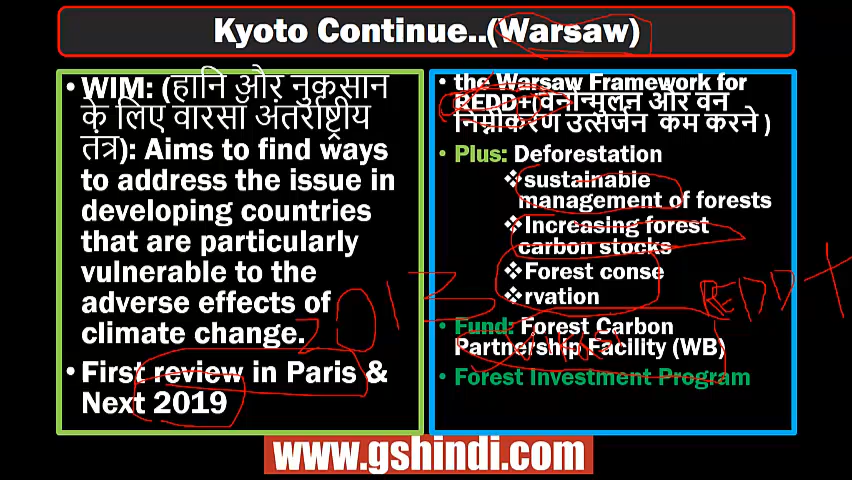 Kyoto Continue..(Warsaw)
• WIM: (हानि और नुकसान
के लिए वारसॉ अंतर्राष्ट्रीय
तंत्र): Aims to find ways
to address the issue in
developing countries
that are particularly
vulnerable to the
adverse effects of
climate change.
• First review in Paris &
Next 2019
• the Warsaw Framework for
REDD+(वनोन्मुलन और वन
निम्नीकरण उत्सर्जन कम करने )
• Plus: Deforestation
❖sustainable
management of forests
❖Increasing forest
carbon stocks
❖Forest conse
❖rvation
• Fund: Forest Carbon
Partnership Facility (WB)
• Forest Investment Program
2013
REDD+
www.gshindi.com